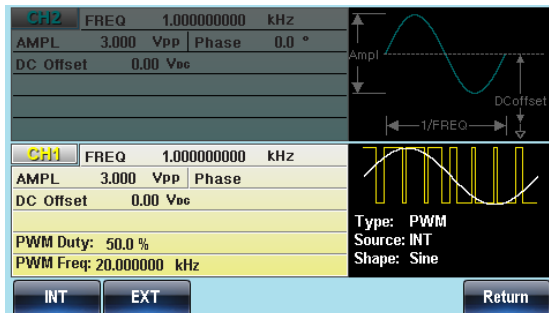 CH2 FREQ 1.000000000 kHz
AMPL 3.000 Vpp Phase 0.0 °
DC Offset 0.00 VDC
Ampl
DCoffset
1/FREQ
CH1 FREQ 1.000000000 kHz
AMPL 3.000 Vpp Phase
DC Offset 0.00 VDC
PWM Duty: 50.0 %
PWM Freq: 20.000000 kHz
Type: PWM
Source: INT
Shape: Sine
INT EXT Return